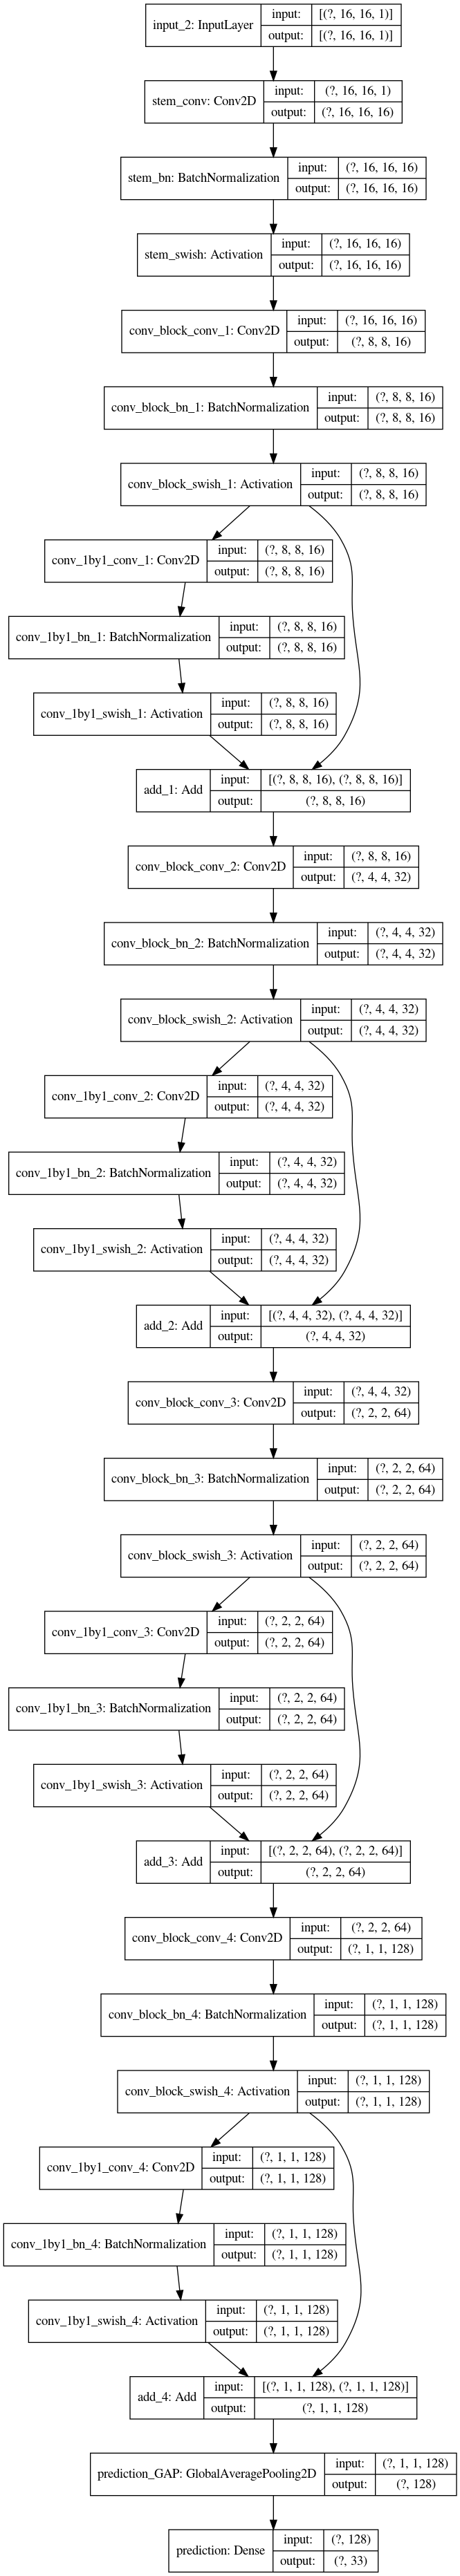 input_2: InputLayer
input: [(?, 16, 16, 1)]
output: [(?, 16, 16, 1)]
stem_conv: Conv2D
input: (?, 16, 16, 1)
output: (?, 16, 16, 16)
stem_bn: BatchNormalization
input: (?, 16, 16, 16)
output: (?, 16, 16, 16)
stem_swish: Activation
input: (?, 16, 16, 16)
output: (?, 16, 16, 16)
conv_block_conv_1: Conv2D
input: (?, 16, 16, 16)
output: (?, 8, 8, 16)
conv_block_bn_1: BatchNormalization
input: (?, 8, 8, 16)
output: (?, 8, 8, 16)
conv_block_swish_1: Activation
input: (?, 8, 8, 16)
output: (?, 8, 8, 16)
conv_1by1_conv_1: Conv2D
input: (?, 8, 8, 16)
output: (?, 8, 8, 16)
conv_1by1_bn_1: BatchNormalization
input: (?, 8, 8, 16)
output: (?, 8, 8, 16)
conv_1by1_swish_1: Activation
input: (?, 8, 8, 16)
output: (?, 8, 8, 16)
add_1: Add
input: [(?, 8, 8, 16), (?, 8, 8, 16)]
output: (?, 8, 8, 16)
conv_block_conv_2: Conv2D
input: (?, 8, 8, 16)
output: (?, 4, 4, 32)
conv_block_bn_2: BatchNormalization
input: (?, 4, 4, 32)
output: (?, 4, 4, 32)
conv_block_swish_2: Activation
input: (?, 4, 4, 32)
output: (?, 4, 4, 32)
conv_1by1_conv_2: Conv2D
input: (?, 4, 4, 32)
output: (?, 4, 4, 32)
conv_1by1_bn_2: BatchNormalization
input: (?, 4, 4, 32)
output: (?, 4, 4, 32)
conv_1by1_swish_2: Activation
input: (?, 4, 4, 32)
output: (?, 4, 4, 32)
add_2: Add
input: [(?, 4, 4, 32), (?, 4, 4, 32)]
output: (?, 4, 4, 32)
conv_block_conv_3: Conv2D
input: (?, 4, 4, 32)
output: (?, 2, 2, 64)
conv_block_bn_3: BatchNormalization
input: (?, 2, 2, 64)
output: (?, 2, 2, 64)
conv_block_swish_3: Activation
input: (?, 2, 2, 64)
output: (?, 2, 2, 64)
conv_1by1_conv_3: Conv2D
input: (?, 2, 2, 64)
output: (?, 2, 2, 64)
conv_1by1_bn_3: BatchNormalization
input: (?, 2, 2, 64)
output: (?, 2, 2, 64)
conv_1by1_swish_3: Activation
input: (?, 2, 2, 64)
output: (?, 2, 2, 64)
add_3: Add
input: [(?, 2, 2, 64), (?, 2, 2, 64)]
output: (?, 2, 2, 64)
conv_block_conv_4: Conv2D
input: (?, 2, 2, 64)
output: (?, 1, 1, 128)
conv_block_bn_4: BatchNormalization
input: (?, 1, 1, 128)
output: (?, 1, 1, 128)
conv_block_swish_4: Activation
input: (?, 1, 1, 128)
output: (?, 1, 1, 128)
conv_1by1_conv_4: Conv2D
input: (?, 1, 1, 128)
output: (?, 1, 1, 128)
conv_1by1_bn_4: BatchNormalization
input: (?, 1, 1, 128)
output: (?, 1, 1, 128)
conv_1by1_swish_4: Activation
input: (?, 1, 1, 128)
output: (?, 1, 1, 128)
add_4: Add
input: [(?, 1, 1, 128), (?, 1, 1, 128)]
output: (?, 1, 1, 128)
prediction_GAP: GlobalAveragePooling2D
input: (?, 1, 1, 128)
output: (?, 128)
prediction: Dense
input: (?, 128)
output: (?, 33)